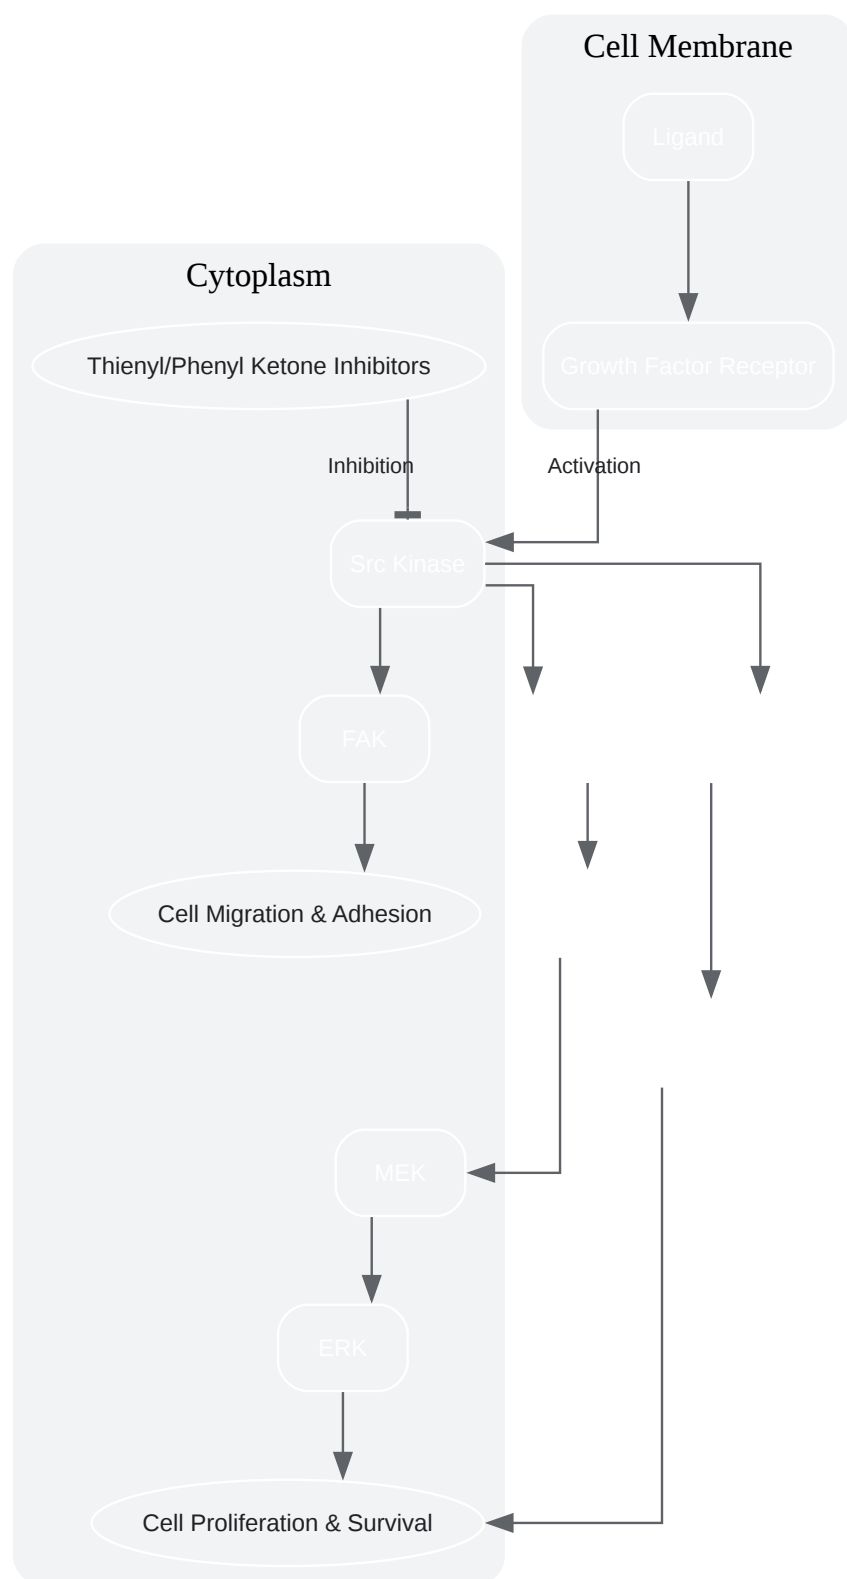 Cell Membrane
Ligand
Cytoplasm
Thienyl/Phenyl Ketone Inhibitors
Growth Factor Receptor
Inhibition
Activation
Src Kinase
FAK
Cell Migration & Adhesion
MEK
ERK
Cell Proliferation & Survival